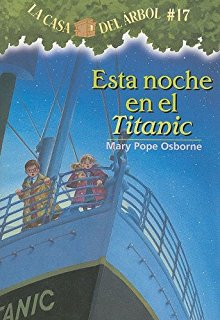 LA CASA DEL ÁRBOL #17
Esta noche
en el
Titanic
Mary Pope Osborne
TANIC